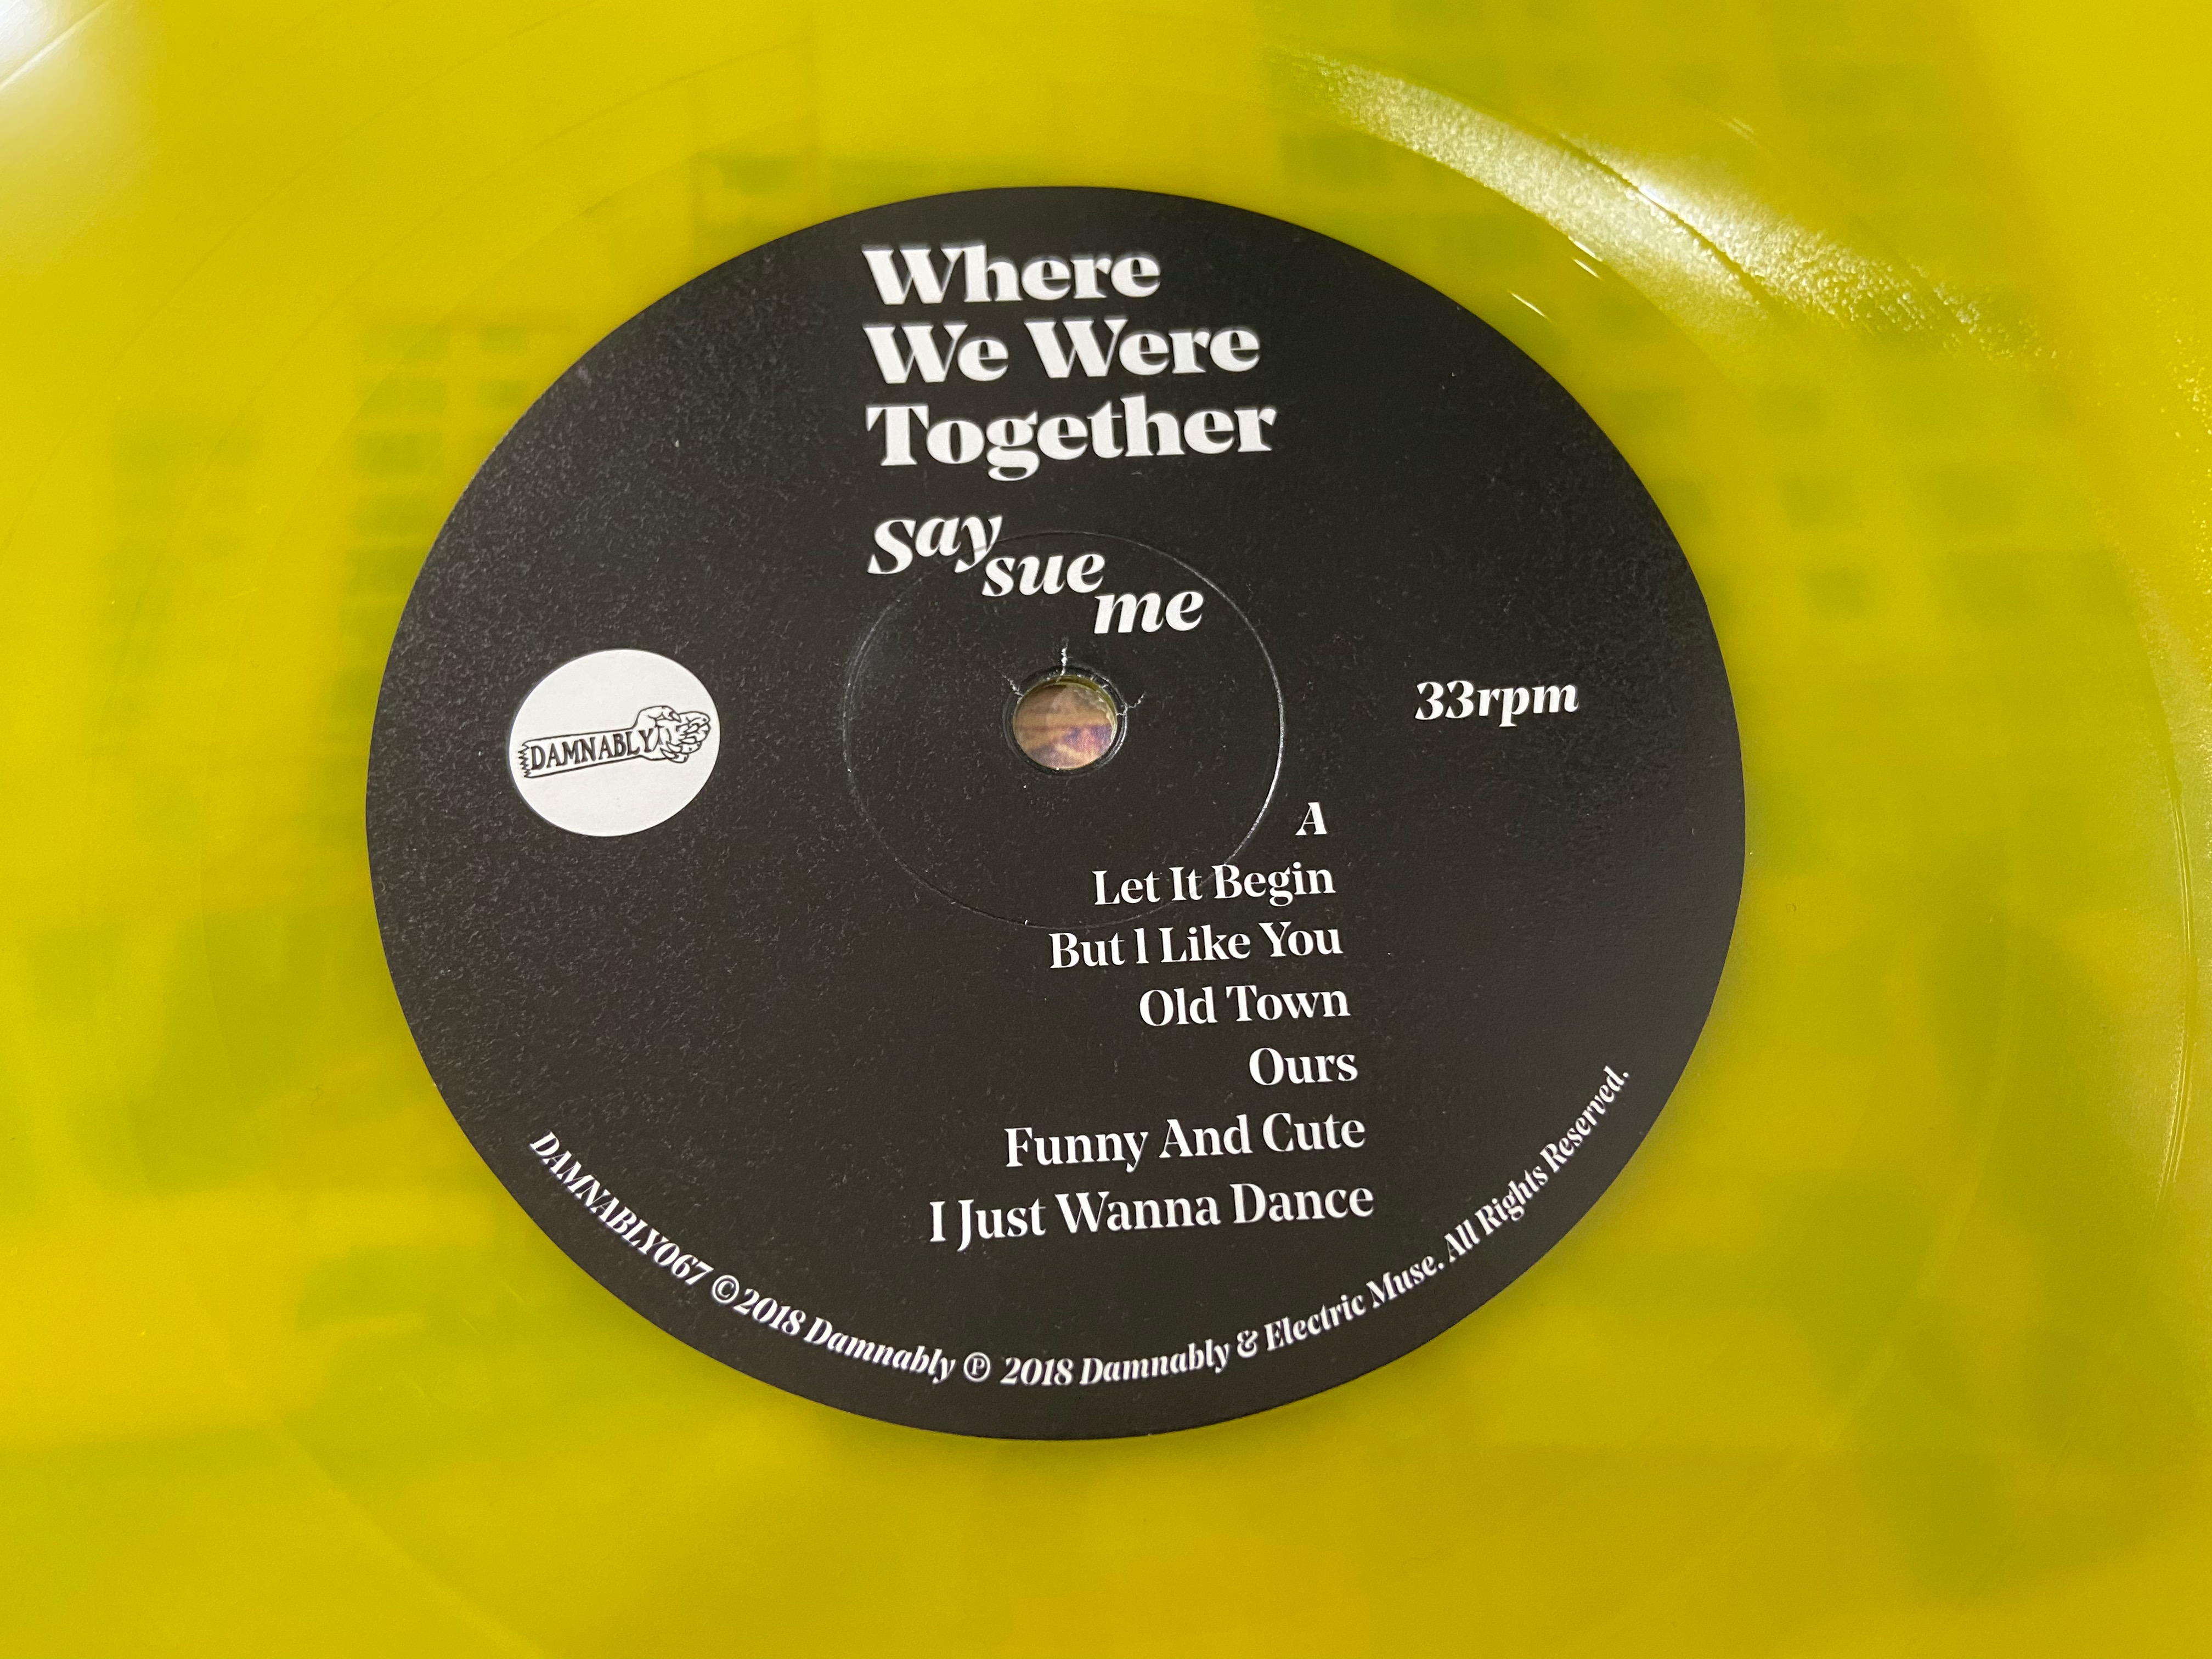 Where
We Were
Together
Say
sue
me
DAMNABLY
33rpm
A
Let It Begin
But I Like You
Old Town
Ours
Funny And Cute
I Just Wanna Dance
DAMNABLY067 ©2018 Damnably ℗ 2018 Damnably & Electric Muse. All Rights Reserved.